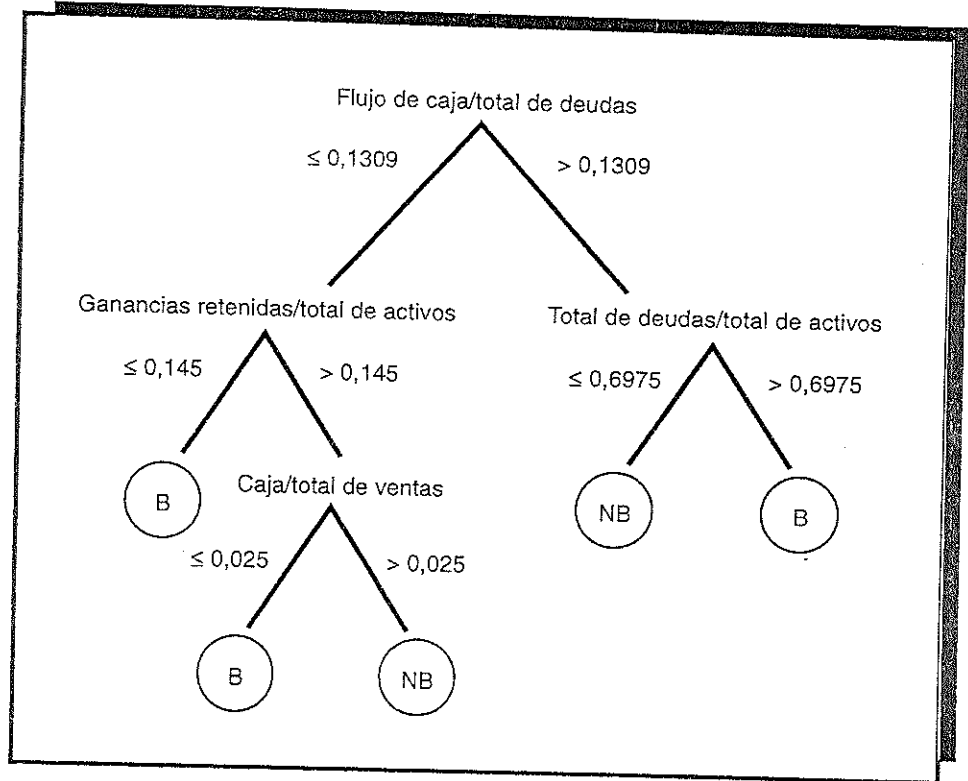 Flujo de caja/total de deudas
≤ 0,1309
> 0,1309
Ganancias retenidas/total de activos
Total de deudas/total de activos
≤ 0,145
> 0,145
≤ 0,6975
> 0,6975
B
Caja/total de ventas
NB
B
≤ 0,025
> 0,025
B
NB